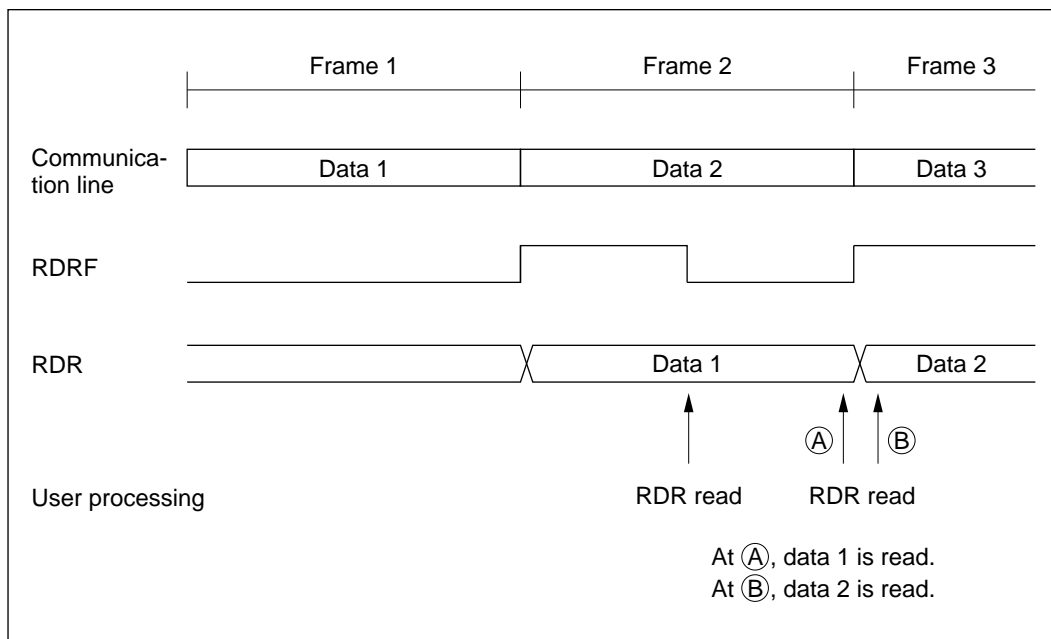 Frame 1 Frame 2 Frame 3
Communica-
tion line
Data 1 Data 2 Data 3
RDRF
RDR
Data 1 Data 2
Ⓐ Ⓑ
User processing
RDR read RDR read
At Ⓐ, data 1 is read.
At Ⓑ, data 2 is read.